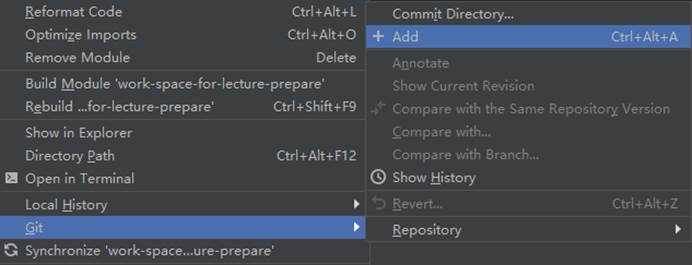 Reformat Code Ctrl+Alt+L
Optimize Imports Ctrl+Alt+O
Remove Module Delete
Build Module 'work-space-for-lecture-prepare'
Rebuild ...for-lecture-prepare' Ctrl+Shift+F9
Show in Explorer
Directory Path Ctrl+Alt+F12
Open in Terminal
Local History
Git
Synchronize 'work-space...ure-prepare'
Commit Directory...
Add Ctrl+Alt+A
Annotate
Show Current Revision
Compare with the Same Repository Version
Compare with...
Compare with Branch...
Show History
Revert... Ctrl+Alt+Z
Repository